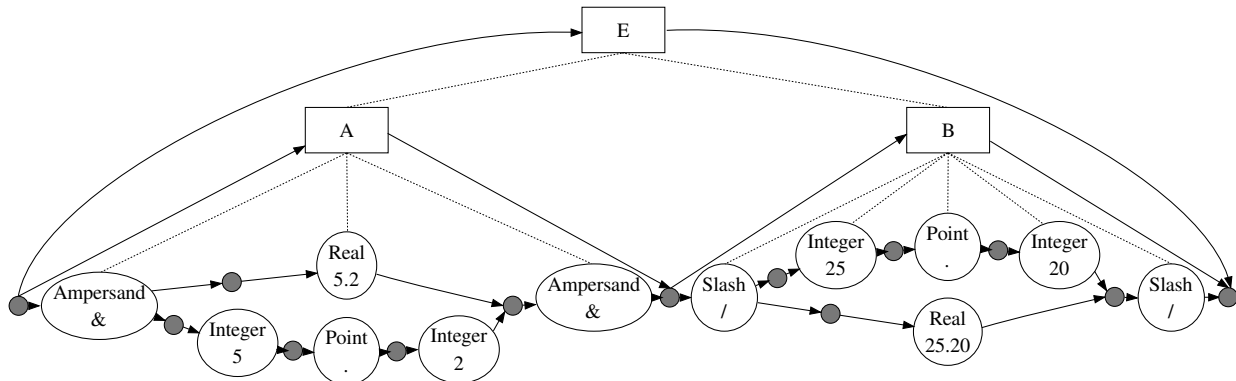 E
A
B
Ampersand
&
Real
5.2
Integer
5
Point
.
Integer
2
Ampersand
&
Slash
/
Integer
25
Point
.
Integer
20
Real
25.20
Slash
/